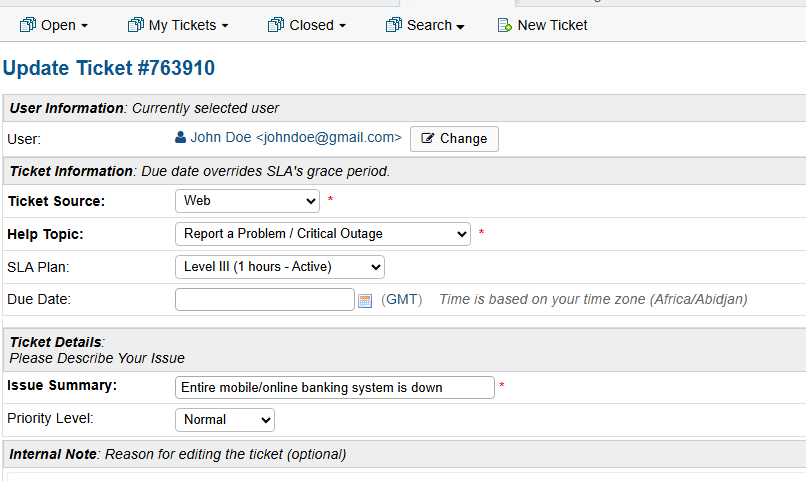 Open My Tickets Closed Search New Ticket
Update Ticket #763910
User Information: Currently selected user
User: John Doe <johndoe@gmail.com> Change
Ticket Information: Due date overrides SLA's grace period.
Ticket Source: Web *
Help Topic: Report a Problem / Critical Outage *
SLA Plan: Level III (1 hours - Active)
Due Date: (GMT) Time is based on your time zone (Africa/Abidjan)
Ticket Details:
Please Describe Your Issue
Issue Summary: Entire mobile/online banking system is down *
Priority Level: Normal
Internal Note: Reason for editing the ticket (optional)